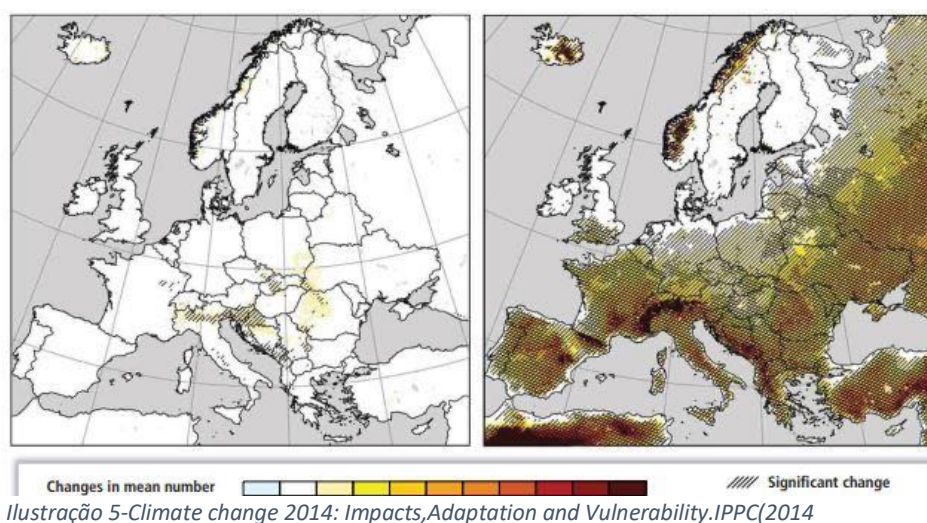 Changes in mean number
Significant change
Ilustração 5-Climate change 2014: Impacts,Adaptation and Vulnerability.IPPC(2014